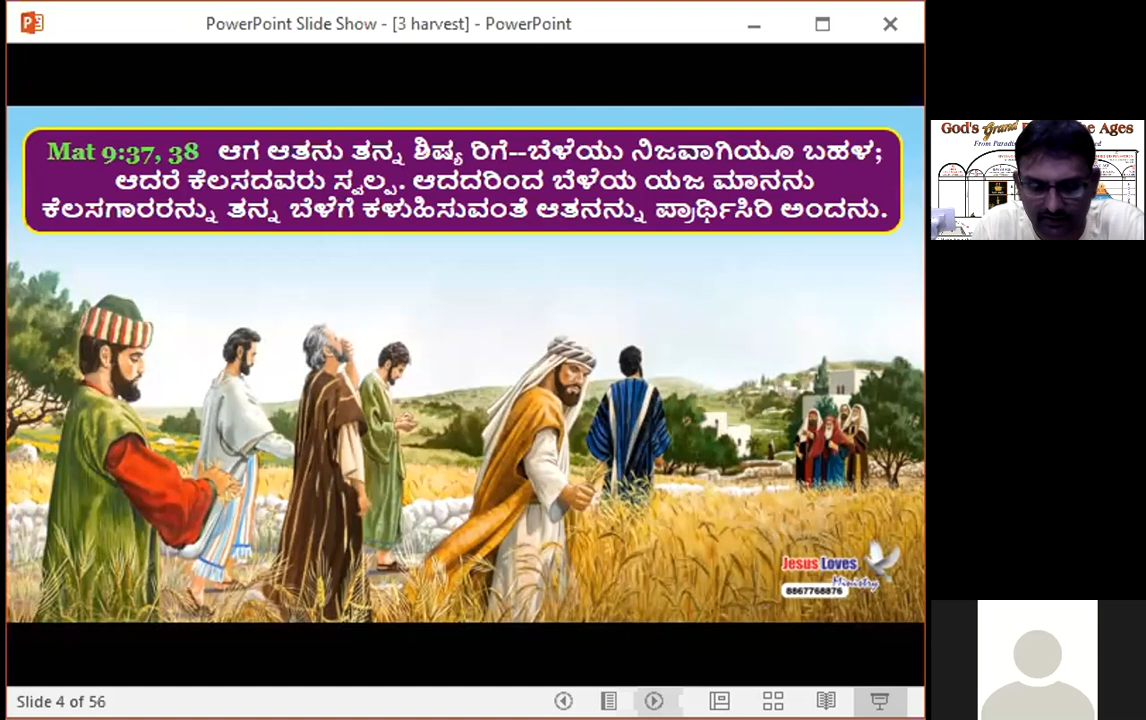 PowerPoint Slide Show - [3 harvest] - PowerPoint
Mat 9:37, 38 ಆಗ ಆತನು ತನ್ನ ಶಿಷ್ಯ ರಿಗೆ--ಬೆಳೆಯು ನಿಜವಾಗಿಯೂ ಬಹಳ;
ಆದರೆ ಕೆಲಸದವರು ಸ್ವಲ್ಪ. ಆದದರಿಂದ ಬೆಳೆಯ ಯಜ ಮಾನನು
ಕೆಲಸಗಾರರನ್ನು ತನ್ನ ಬೆಳೆಗೆ ಕಳುಹಿಸುವಂತೆ ಆತನನ್ನು ಪ್ರಾರ್ಥಿಸಿರಿ ಅಂದನು.
Jesus Loves
Ministry
8867768876
Slide 4 of 56
God's Grand the Ages
From